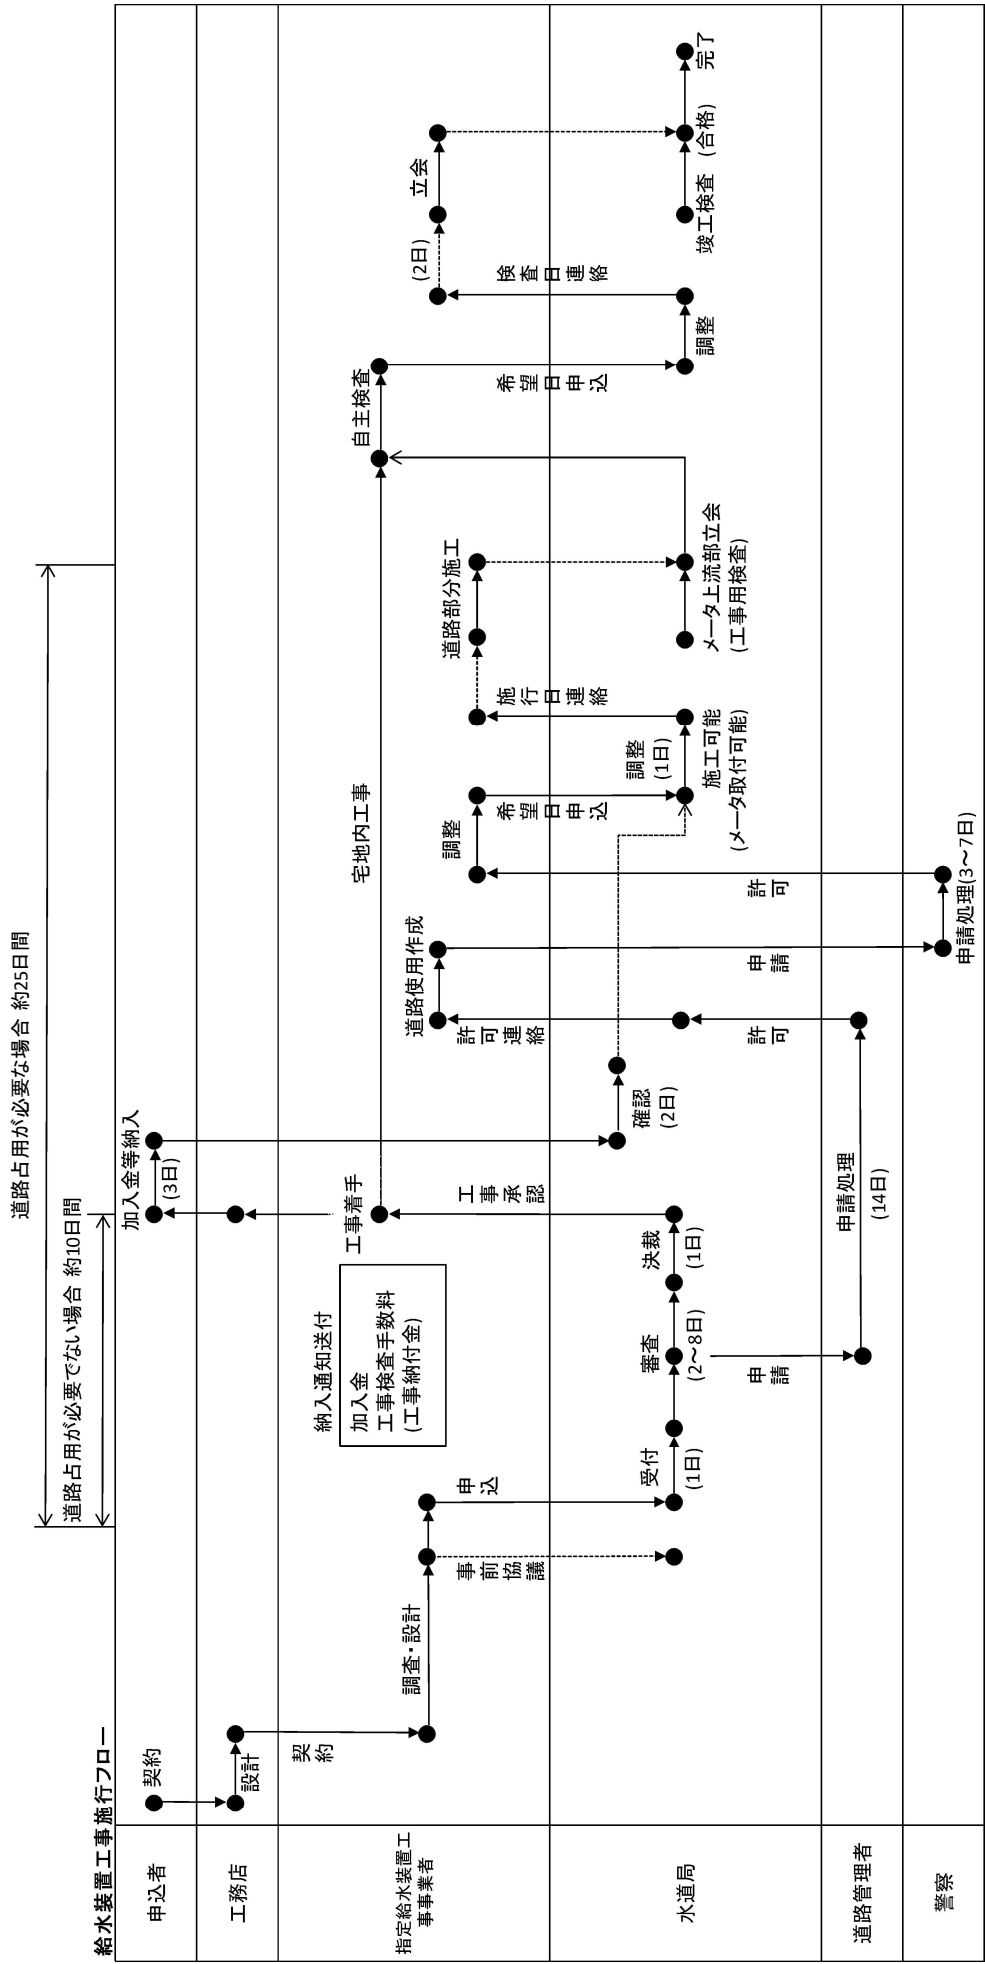 給水装置工事施行フロー
道路占用が必要な場合 約25日間
道路占用が必要でない場合 約10日間
申込者
契約
加入金等納入
(3日)
工務店
設計
指定給水装置工
事事業者
契約
調査・設計
事前協議
申込
納入通知送付
加入金
工事検査手数料
(工事納付金)
工事着手
工事承認
宅地内工事
許可連絡
道路使用作成
調整
希望日申込
施行日連絡
道路部分施工
自主検査
希望日申込
検査日連絡
(2日)
立会
水道局
受付
(1日)
審査
(2～8日)
決裁
(1日)
確認
(2日)
調整
(1日)
施工可能
(メータ取付可能)
メータ上流部立会
(工事用検査)
調整
竣工検査
(合格)
完了
道路管理者
申請
申請処理
(14日)
許可
申請
許可
警察
申請処理(3～7日)